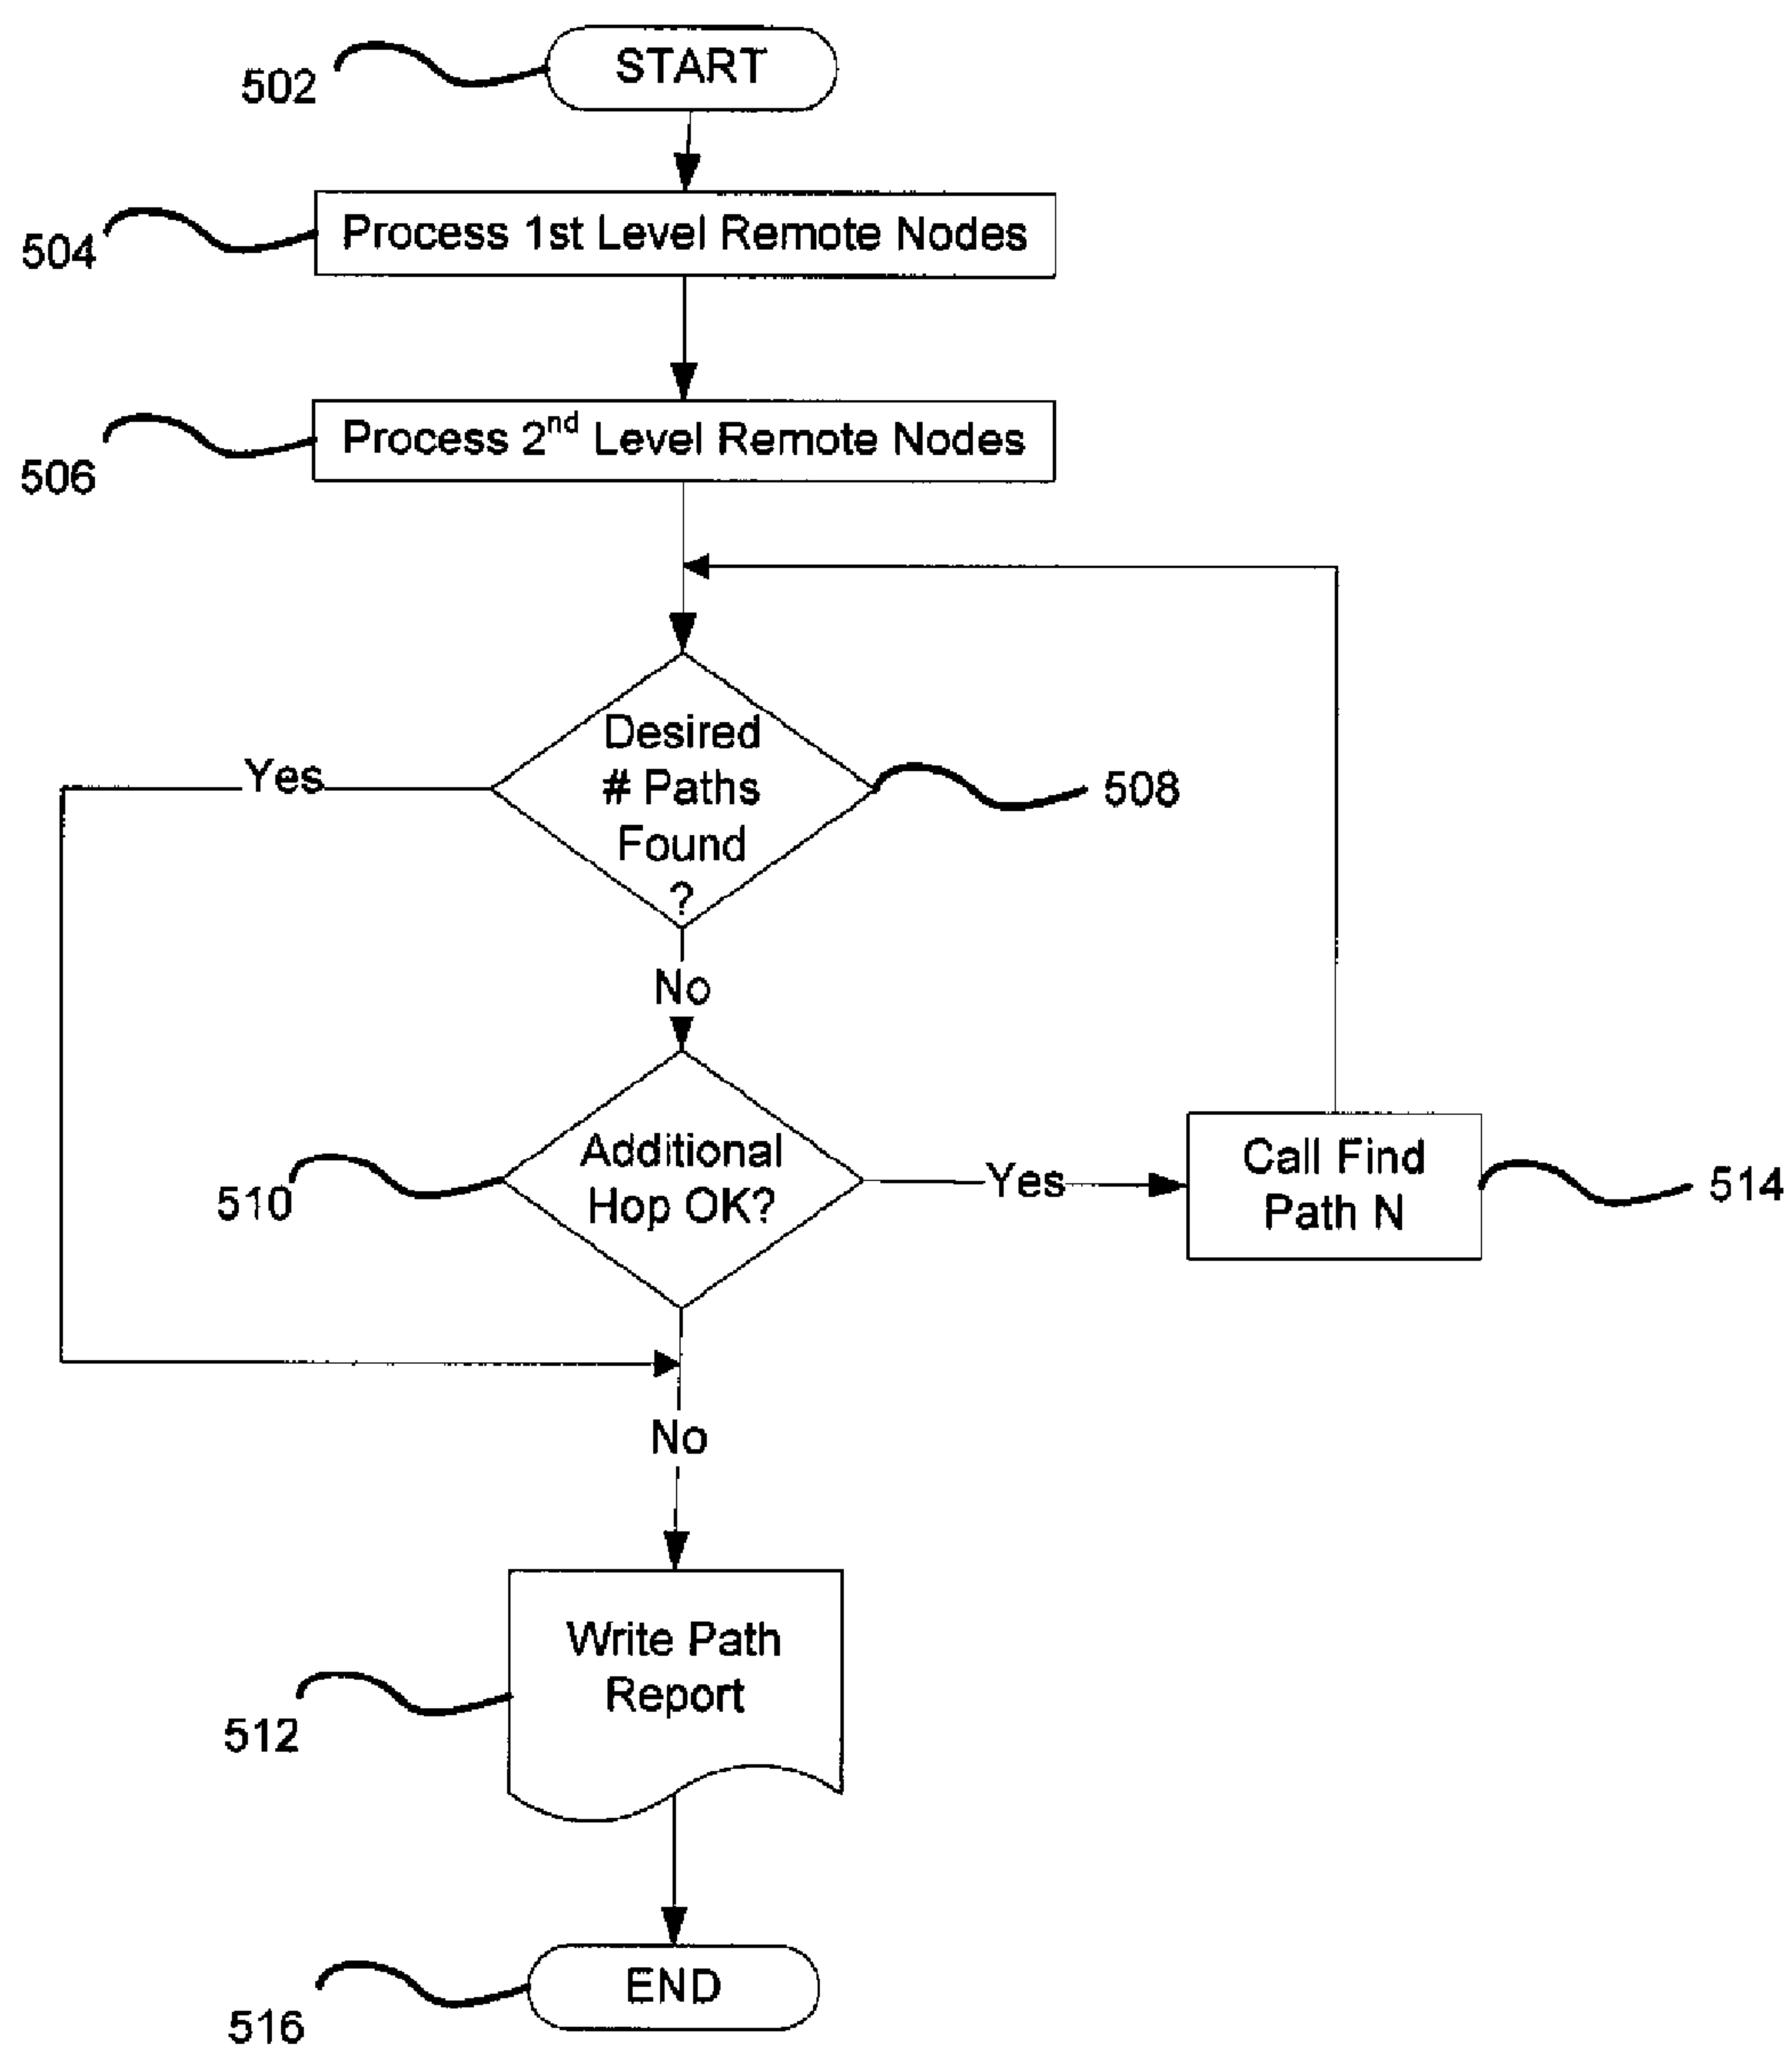 START
502
Process 1st Level Remote Nodes
504
Process 2nd Level Remote Nodes
506
Desired
# Paths
Found
?
Yes
508
No
Additional
Hop OK?
510
Yes
Call Find
Path N
514
No
Write Path
Report
512
END
516